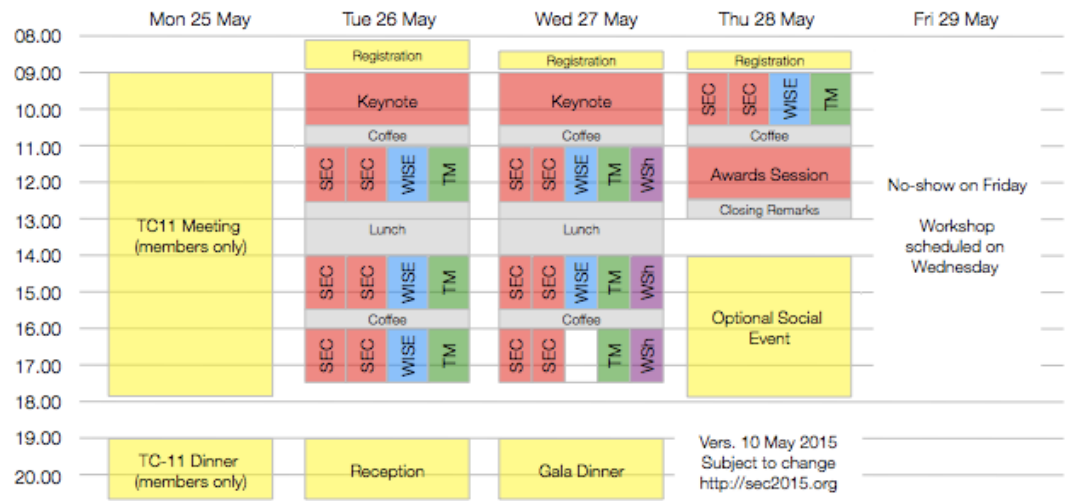 Mon 25 May Tue 26 May Wed 27 May Thu 28 May Fri 29 May
08.00
Registration Registration Registration
09.00
Keynote Keynote SEC SEC WISE TM
10.00
Coffee Coffee Coffee
11.00
SEC SEC WISE TM SEC SEC WISE TM WSh Awards Session
12.00
No-show on Friday
Closing Remarks
13.00
TC11 Meeting
(members only)
Lunch Lunch
Workshop
scheduled on
Wednesday
14.00
SEC SEC WISE TM SEC SEC WISE TM WSh
15.00
Coffee Coffee
Optional Social
Event
16.00
SEC SEC WISE TM SEC SEC TM WSh
17.00
18.00
19.00
TC-11 Dinner
(members only)
Reception Gala Dinner
Vers. 10 May 2015
Subject to change
http://sec2015.org
20.00